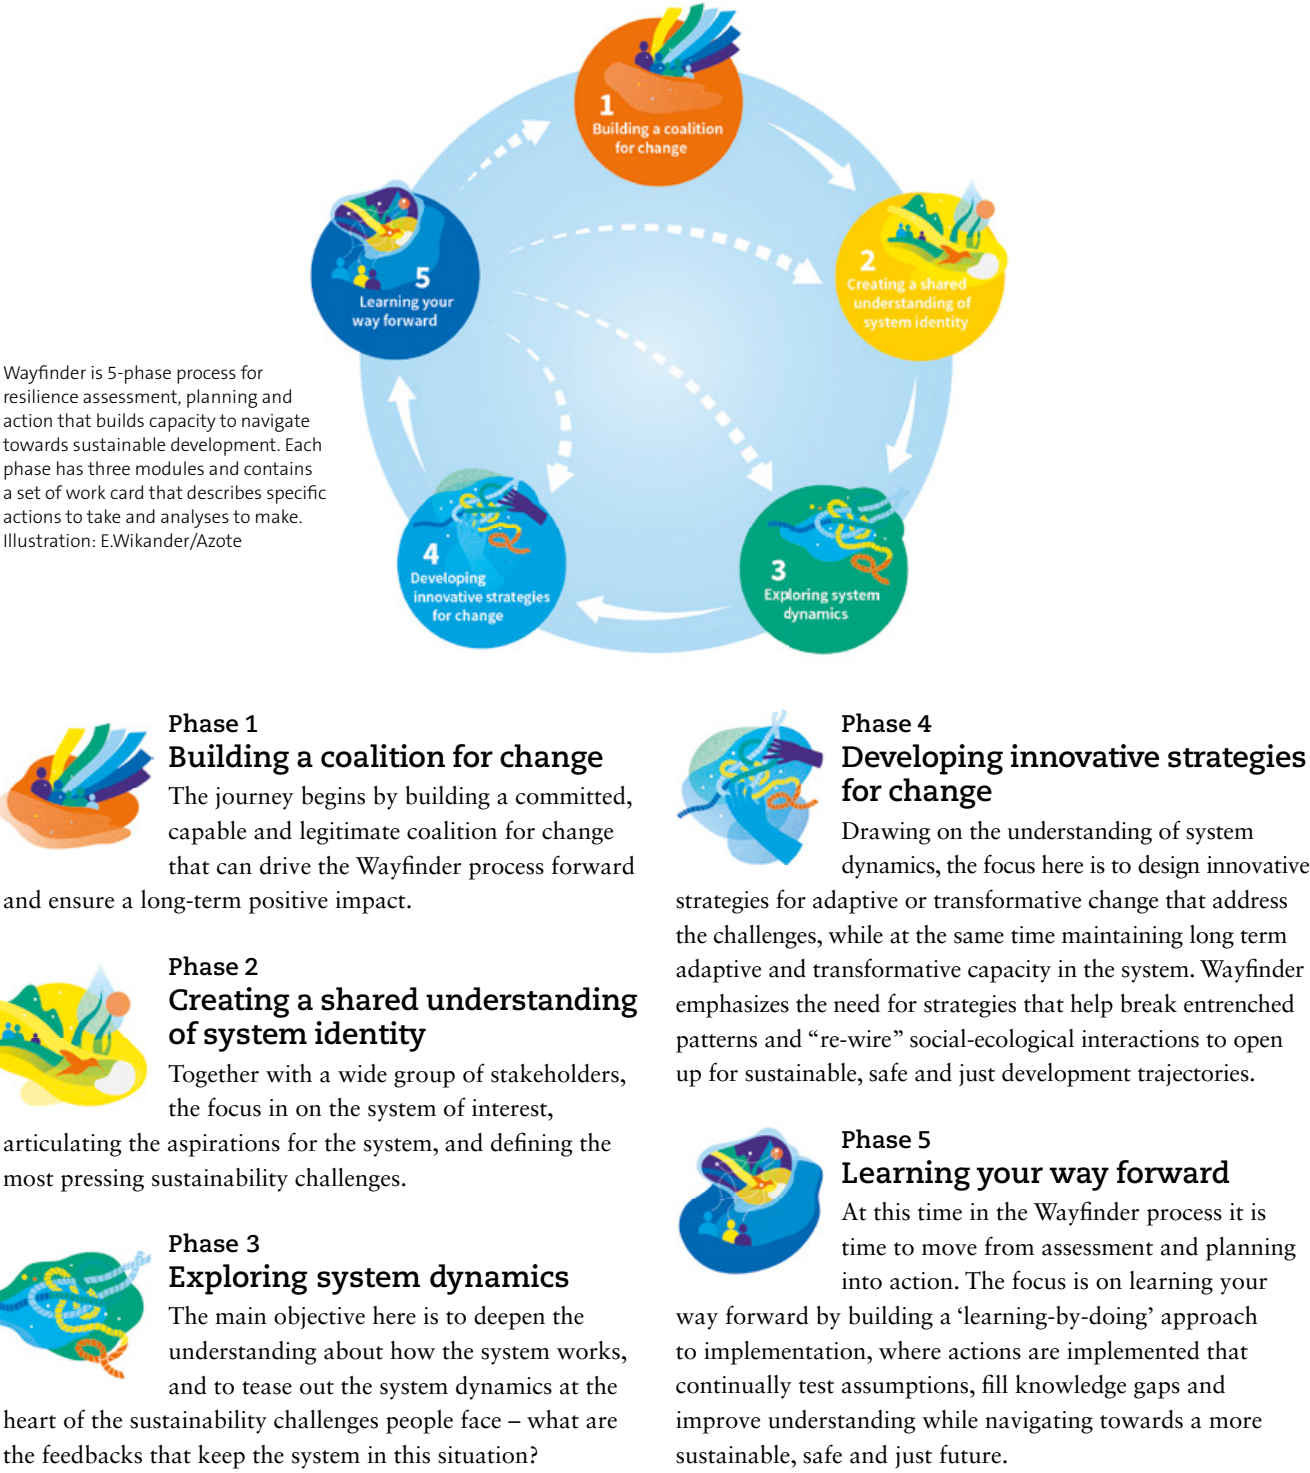 1
Building a coalition
for change
2
Creating a shared
understanding of
system identity
3
Exploring system
dynamics
4
Developing
innovative strategies
for change
5
Learning your
way forward
Wayfinder is 5-phase process for
resilience assessment, planning and
action that builds capacity to navigate
towards sustainable development. Each
phase has three modules and contains
a set of work card that describes specific
actions to take and analyses to make.
Illustration: E.Wikander/Azote
Phase 1
Building a coalition for change
The journey begins by building a committed,
capable and legitimate coalition for change
that can drive the Wayfinder process forward
and ensure a long-term positive impact.
Phase 2
Creating a shared understanding
of system identity
Together with a wide group of stakeholders,
the focus in on the system of interest,
articulating the aspirations for the system, and defining the
most pressing sustainability challenges.
Phase 3
Exploring system dynamics
The main objective here is to deepen the
understanding about how the system works,
and to tease out the system dynamics at the
heart of the sustainability challenges people face – what are
the feedbacks that keep the system in this situation?
Phase 4
Developing innovative strategies
for change
Drawing on the understanding of system
dynamics, the focus here is to design innovative
strategies for adaptive or transformative change that address
the challenges, while at the same time maintaining long term
adaptive and transformative capacity in the system. Wayfinder
emphasizes the need for strategies that help break entrenched
patterns and “re-wire” social-ecological interactions to open
up for sustainable, safe and just development trajectories.
Phase 5
Learning your way forward
At this time in the Wayfinder process it is
time to move from assessment and planning
into action. The focus is on learning your
way forward by building a ‘learning-by-doing’ approach
to implementation, where actions are implemented that
continually test assumptions, fill knowledge gaps and
improve understanding while navigating towards a more
sustainable, safe and just future.